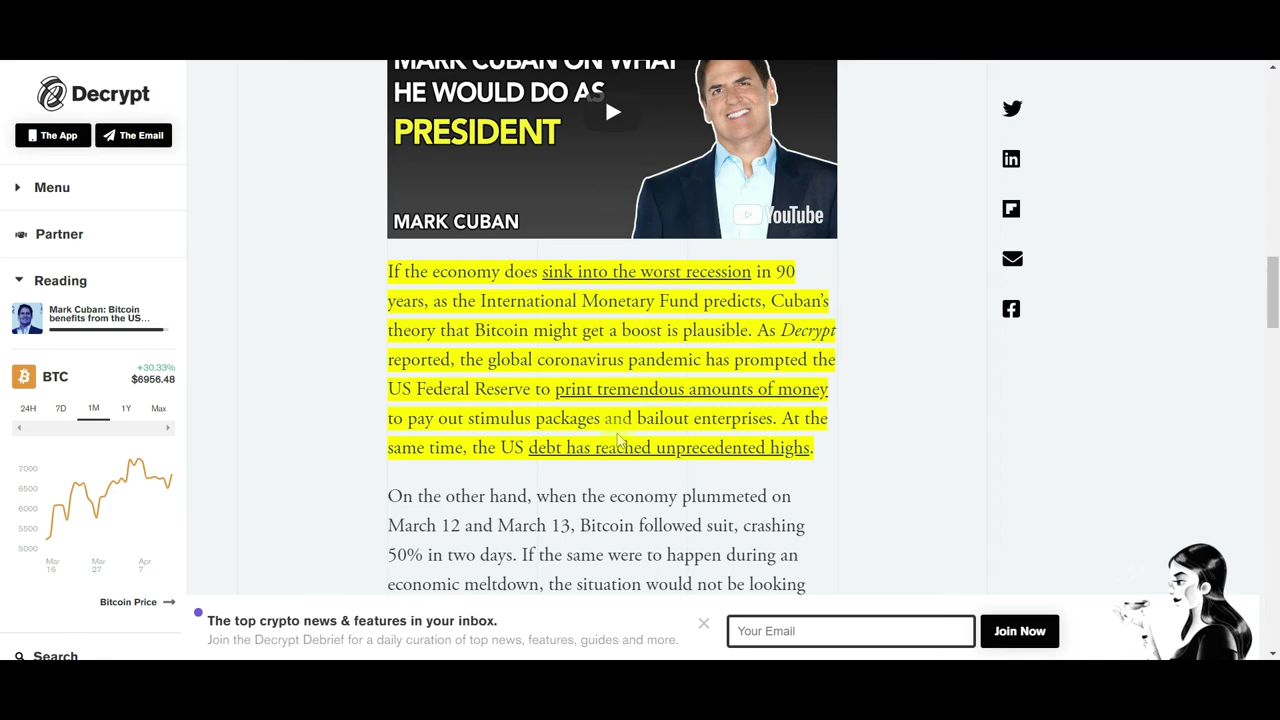 Decrypt
The App
The Email
Menu
Partner
Reading
Mark Cuban: Bitcoin
benefits from the US...
BTC
+30.33%
$6956.48
24H 7D 1M 1Y Max
7000
6500
6000
5500
5000
Mar
16
Mar
27
Apr
7
Bitcoin Price
Search
MARK CUBAN ON WHAT
HE WOULD DO AS
PRESIDENT
MARK CUBAN
YouTube
If the economy does sink into the worst recession in 90
years, as the International Monetary Fund predicts, Cuban’s
theory that Bitcoin might get a boost is plausible. As Decrypt
reported, the global coronavirus pandemic has prompted the
US Federal Reserve to print tremendous amounts of money
to pay out stimulus packages and bailout enterprises. At the
same time, the US debt has reached unprecedented highs.
On the other hand, when the economy plummeted on
March 12 and March 13, Bitcoin followed suit, crashing
50% in two days. If the same were to happen during an
economic meltdown, the situation would not be looking
The top crypto news & features in your inbox.
Join the Decrypt Debrief for a daily curation of top news, features, guides and more.
Your Email
Join Now